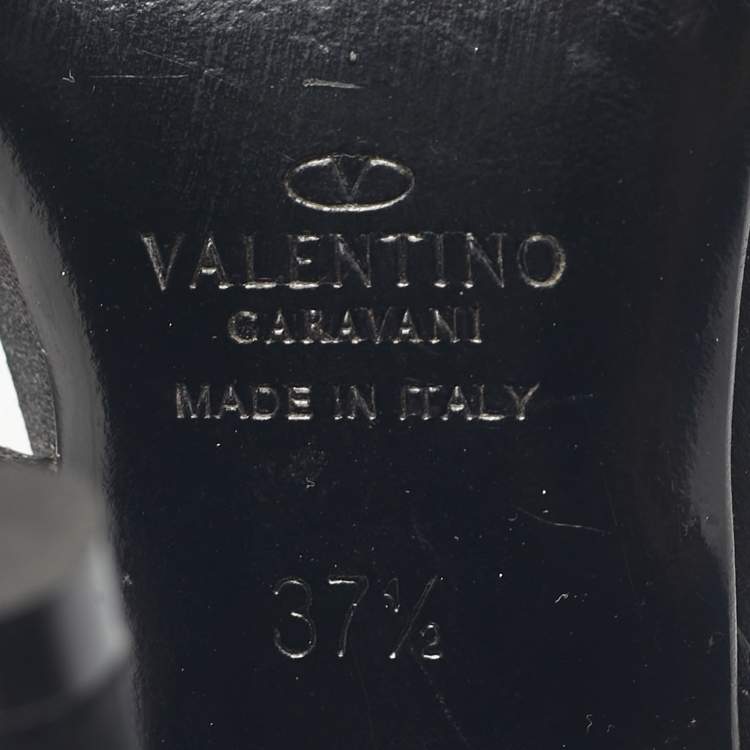 V
VALENTINO
GARAVANI
MADE IN ITALY
37½